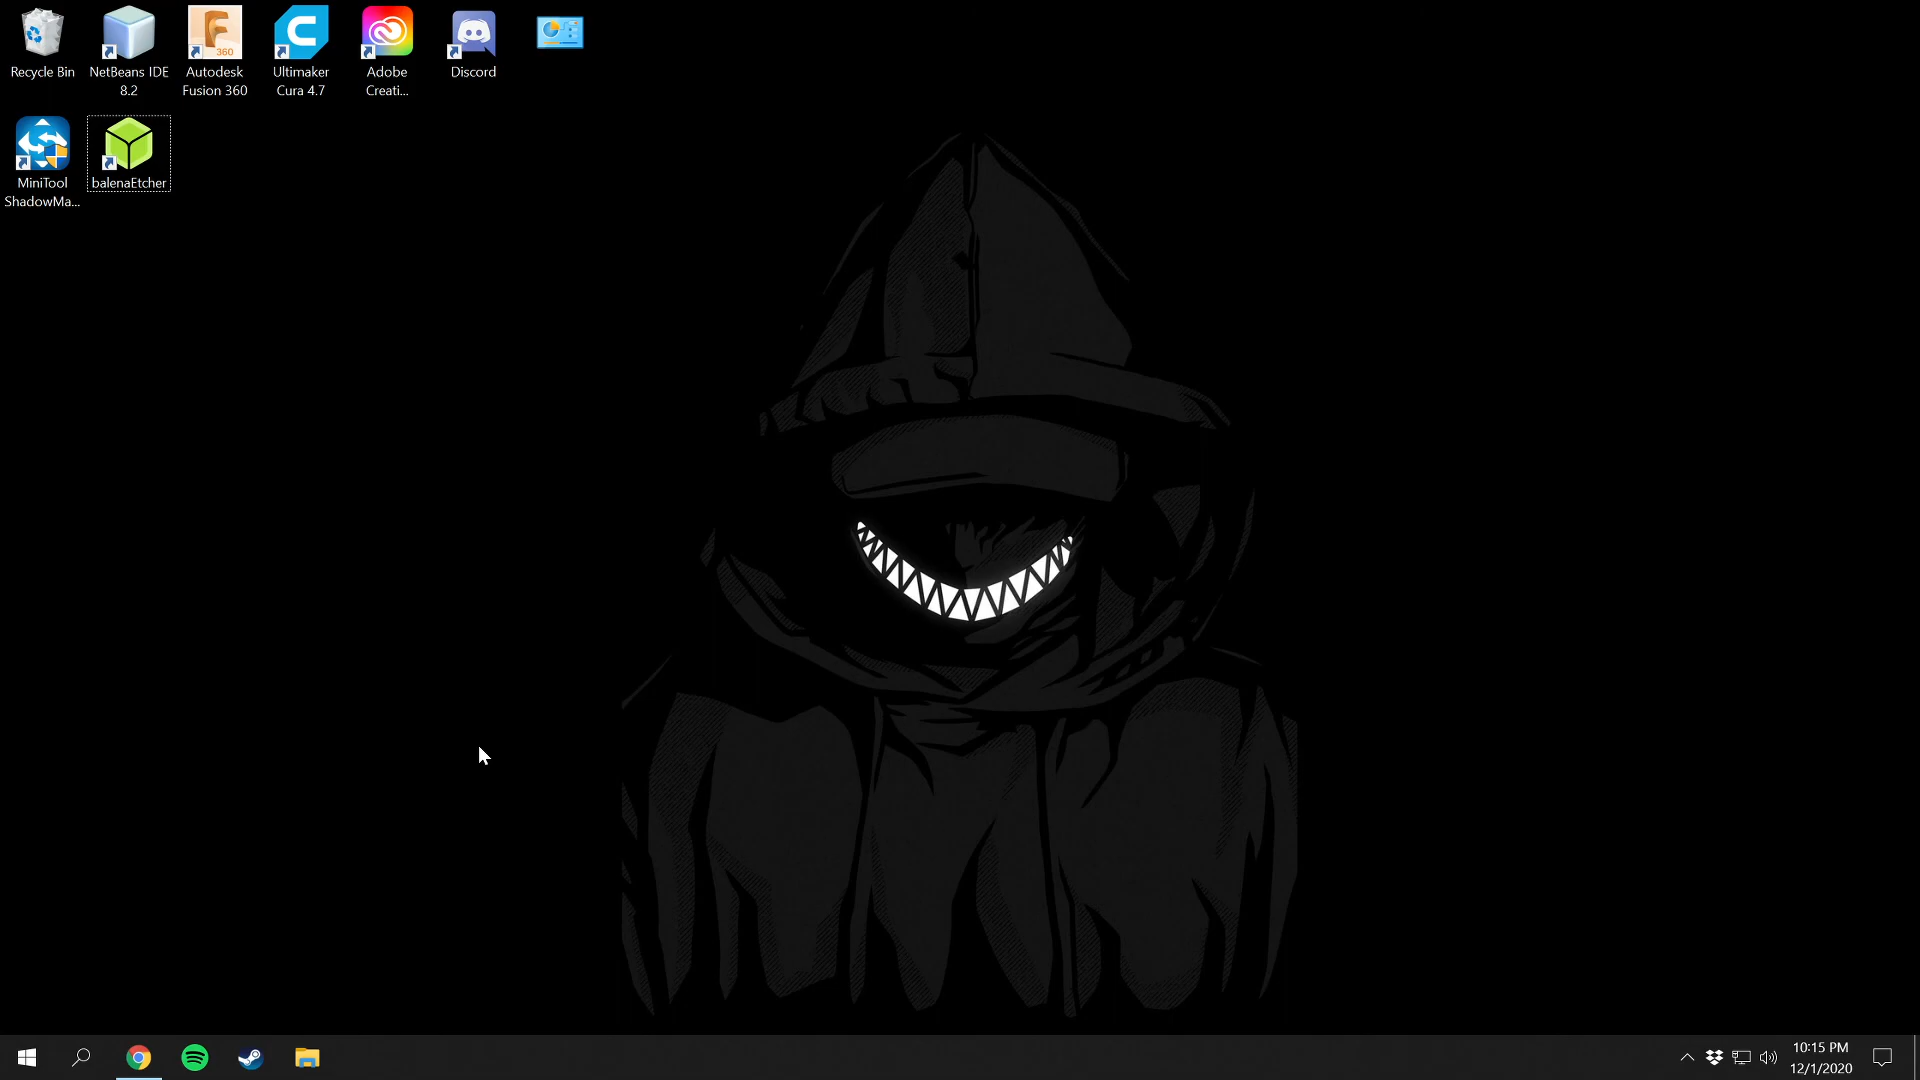 Recycle Bin
NetBeans IDE
8.2
Autodesk
Fusion 360
Ultimaker
Cura 4.7
Adobe
Creati...
Discord
360
MiniTool
ShadowMa...
balenaEtcher
10:15 PM
12/1/2020